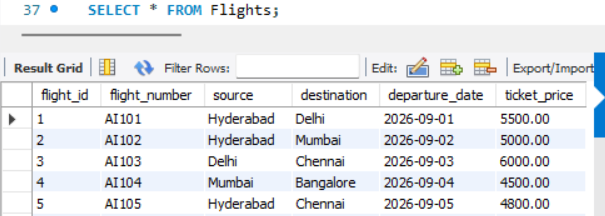 37 SELECT * FROM Flights;
Result Grid Filter Rows: Edit: Export/Import
flight_id flight_number source destination departure_date ticket_price
1 AI101 Hyderabad Delhi 2026-09-01 5500.00
2 AI102 Hyderabad Mumbai 2026-09-02 5000.00
3 AI103 Delhi Chennai 2026-09-03 6000.00
4 AI104 Mumbai Bangalore 2026-09-04 4500.00
5 AI105 Hyderabad Chennai 2026-09-05 4800.00